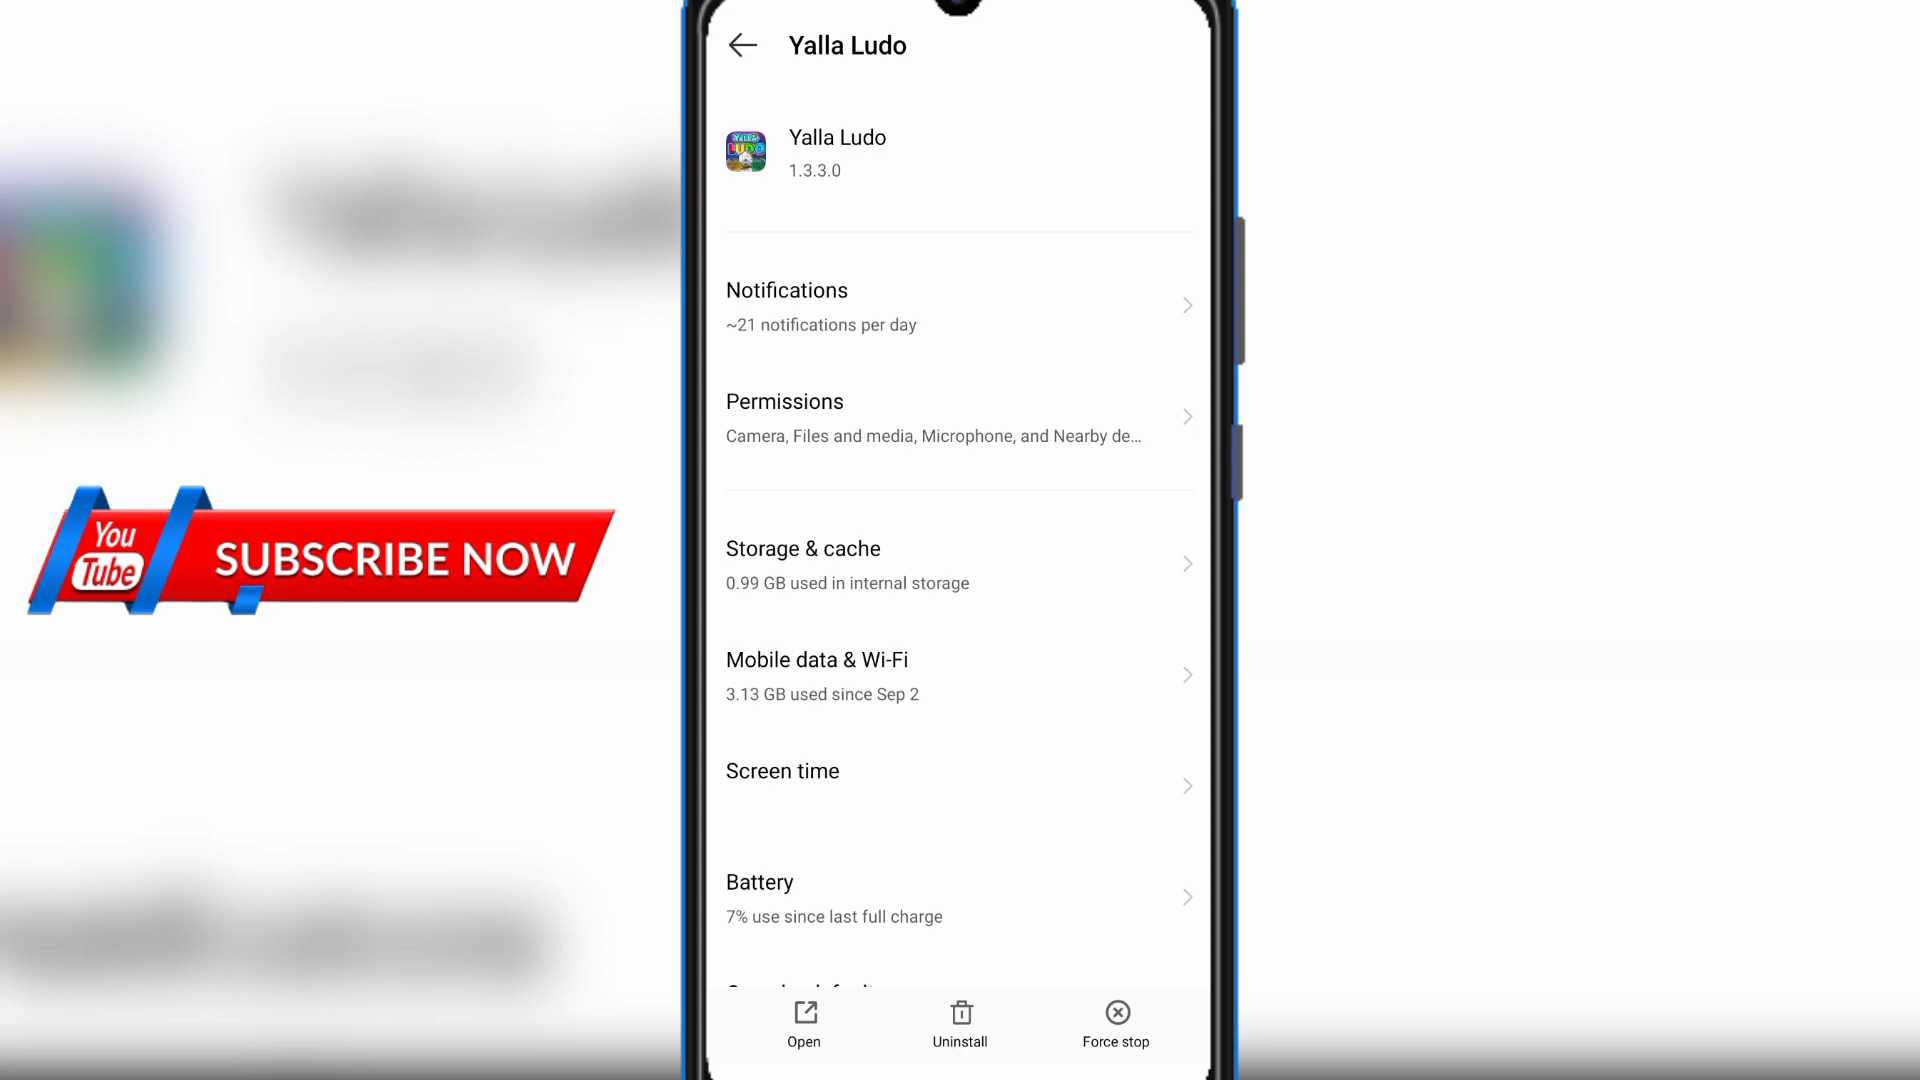 Yalla Ludo
YALLA
LUDO
Yalla Ludo
1.3.3.0
Notifications
~21 notifications per day
Permissions
Camera, Files and media, Microphone, and Nearby de...
You
Tube
SUBSCRIBE NOW
Storage & cache
0.99 GB used in internal storage
Mobile data & Wi-Fi
3.13 GB used since Sep 2
Screen time
Battery
7% use since last full charge
Open
Uninstall
Force stop